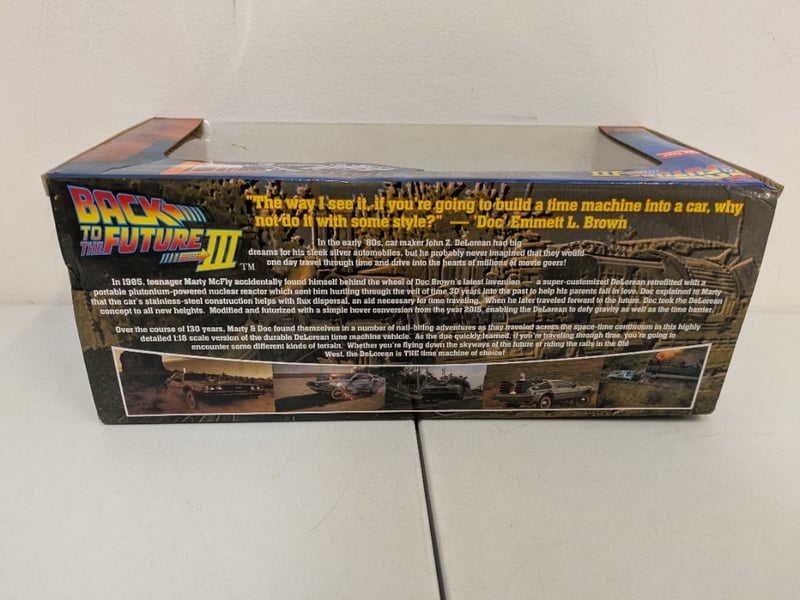 BACK
TO THE FUTURE
PART III
TM
"The way I see it, if you're going to build a time machine into a car, why
not do it with some style?" — 'Doc' Emmett L. Brown
In the early '80s, car maker John Z. DeLorean had big
dreams for his sleek silver automobiles, but he probably never imagined that they would
one day travel through time and drive into the hearts of millions of movie goers!
In 1985, teenager Marty McFly accidentally found himself behind the wheel of Doc Brown's latest invention — a super-customized DeLorean retrofitted with a
portable plutonium-powered nuclear reactor which sent him hurtling through the veil of time 30 years into the past to help his parents fall in love. Doc explained to Marty
that the car's stainless-steel construction helps with flux dispersal, an aid necessary for time traveling. When he later traveled forward to the future, Doc took the DeLorean
concept to all new heights. Modified and futurized with a simple hover conversion from the year 2015, enabling the DeLorean to defy gravity as well as the time barrier.
Over the course of 130 years, Marty & Doc found themselves in a number of nail-biting adventures as they traveled across the space-time continuum in this highly
detailed 1:18 scale version of the durable DeLorean time machine vehicle. As the duo quickly learned, if you're traveling through time, you're going to
encounter some different kinds of terrain. Whether you're flying down the skyways of the future or riding the rails in the Old
West, the DeLorean is THE time machine of choice!